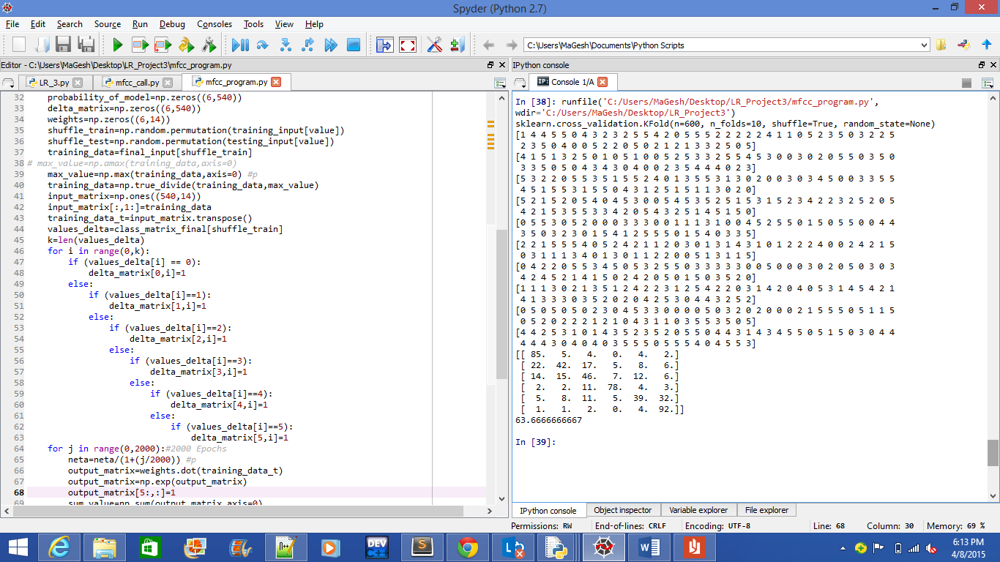 Spyder (Python 2.7)
File Edit Search Source Run Debug Consoles Tools View Help
C:\Users\MaGesh\Documents\Python Scripts
Editor - C:\Users\MaGesh\Desktop\LR_Project3\mfcc_program.py
LR_3.py mfcc_call.py mfcc_program.py
32 probability_of_model=np.zeros((6,540))
33 delta_matrix=np.zeros((6,540))
34 weights=np.zeros((6,14))
35 shuffle_train=np.random.permutation(training_input[value])
36 shuffle_test=np.random.permutation(testing_input[value])
37 training_data=final_input[shuffle_train]
38 # max_value=np.amax(training_data,axis=0)
39 max_value=np.max(training_data,axis=0) #p
40 training_data=np.true_divide(training_data,max_value)
41 input_matrix=np.ones((540,14))
42 input_matrix[:,1:]=training_data
43 training_data_t=input_matrix.transpose()
44 values_delta=class_matrix_final[shuffle_train]
45 k=len(values_delta)
46 for i in range(0,k):
47 if (values_delta[i] == 0):
48 delta_matrix[0,i]=1
49 else:
50 if (values_delta[i]==1):
51 delta_matrix[1,i]=1
52 else:
53 if (values_delta[i]==2):
54 delta_matrix[2,i]=1
55 else:
56 if (values_delta[i]==3):
57 delta_matrix[3,i]=1
58 else:
59 if (values_delta[i]==4):
60 delta_matrix[4,i]=1
61 else:
62 if (values_delta[i]==5):
63 delta_matrix[5,i]=1
64 for j in range(0,2000):#2000 Epochs
65 neta=neta/(1+(j/2000)) #p
66 output_matrix=weights.dot(training_data_t)
67 output_matrix=np.exp(output_matrix)
68 output_matrix[5:,:]=1
69 sum_value=np.sum(output_matrix,axis=0)
IPython console
Console 1/A
In [38]: runfile('C:/Users/MaGesh/Desktop/LR_Project3/mfcc_program.py',
wdir='C:/Users/MaGesh/Desktop/LR_Project3')
sklearn.cross_validation.KFold(n=600, n_folds=10, shuffle=True, random_state=None)
[1 4 4 5 5 0 4 3 2 3 2 5 5 4 2 0 5 5 5 2 2 2 2 2 4 1 1 0 5 2 3 5 0 3 2 2 5
2 3 5 0 4 0 0 5 2 2 0 5 0 2 1 2 1 3 3 2 5 0 5]
[4 1 5 1 3 2 5 0 1 0 5 1 0 0 5 2 5 3 3 2 5 5 4 5 3 0 0 3 0 2 0 5 5 0 3 5 0
3 3 5 0 5 0 4 3 4 3 0 4 0 0 2 3 5 4 4 4 0 2 3]
[5 3 2 2 0 5 5 3 5 1 5 5 2 4 0 1 3 5 5 3 1 3 0 2 0 0 3 0 3 4 5 0 0 3 3 5 5
4 5 1 5 5 3 1 5 5 0 4 3 1 2 5 1 5 1 1 3 0 2 0]
[5 2 1 5 2 0 5 4 0 4 5 3 0 0 5 4 5 3 5 2 5 1 5 3 1 5 2 3 4 2 2 3 2 5 2 0 5
4 2 1 5 3 5 5 3 3 4 2 0 5 4 3 2 5 1 4 5 1 5 0]
[0 5 5 3 0 5 2 0 0 0 3 3 3 0 0 1 1 1 3 1 0 0 4 5 2 5 5 0 1 5 0 5 5 0 0 4 4
3 5 0 3 2 3 0 1 5 4 1 2 5 5 5 0 1 5 4 0 3 3 5]
[2 2 1 5 5 5 4 0 5 2 4 2 1 1 2 0 3 0 1 3 1 4 3 1 0 1 2 2 2 4 0 0 2 4 2 1 5
0 3 1 1 1 3 4 0 1 3 0 1 1 2 2 0 0 5 1 3 1 1 5]
[0 4 2 2 0 5 5 3 4 5 0 5 3 2 5 5 0 3 3 3 3 3 0 0 5 0 0 0 3 0 2 0 5 0 3 0 3
4 2 4 5 2 1 4 1 5 0 2 4 2 0 5 0 1 5 0 3 5 2 0]
[1 1 1 3 0 2 1 3 5 1 2 4 2 2 3 1 2 5 4 2 2 0 3 1 4 2 0 4 0 5 3 1 4 5 4 2 1
4 1 3 3 3 0 3 5 2 0 2 0 4 2 5 3 0 4 4 3 2 5 2]
[0 5 0 5 0 5 0 2 3 0 4 5 3 3 0 0 0 0 5 0 3 2 0 2 0 0 0 2 1 5 5 5 0 5 1 1 5
0 5 2 0 2 2 2 1 2 1 0 4 3 1 1 0 3 5 5 3 5 0 5]
[4 4 2 5 3 1 0 1 4 3 5 2 3 5 2 0 5 5 0 4 4 3 1 4 3 4 5 5 0 5 1 5 0 3 0 4 4
4 4 4 3 0 4 0 4 0 3 5 5 5 0 5 5 5 4 0 4 5 5 3]
[[ 85. 5. 4. 0. 4. 2.]
[ 22. 42. 17. 5. 8. 6.]
[ 14. 15. 46. 7. 12. 6.]
[ 2. 2. 11. 78. 4. 3.]
[ 5. 8. 11. 5. 39. 32.]
[ 1. 1. 2. 0. 4. 92.]]
63.6666666667
In [39]:
IPython console Object inspector Variable explorer File explorer
Permissions: RW End-of-lines: CRLF Encoding: UTF-8 Line: 68 Column: 30 Memory: 69 %
6:13 PM
4/8/2015